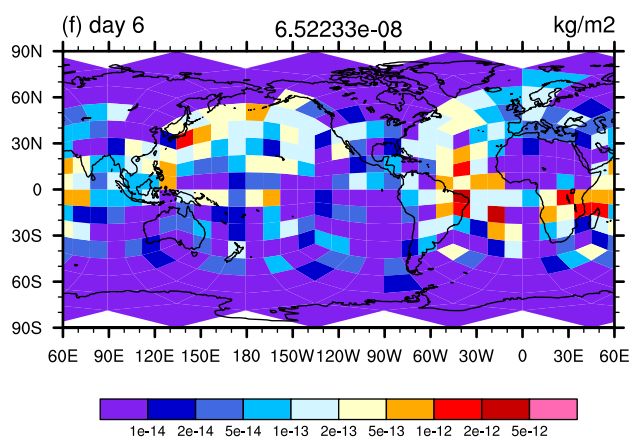 (f) day 6 6.52233e-08 kg/m2
90N
60N
30N
0
30S
60S
90S
60E 90E 120E 150E 180 150W 120W 90W 60W 30W 0 30E 60E
1e-14 2e-14 5e-14 1e-13 2e-13 5e-13 1e-12 2e-12 5e-12